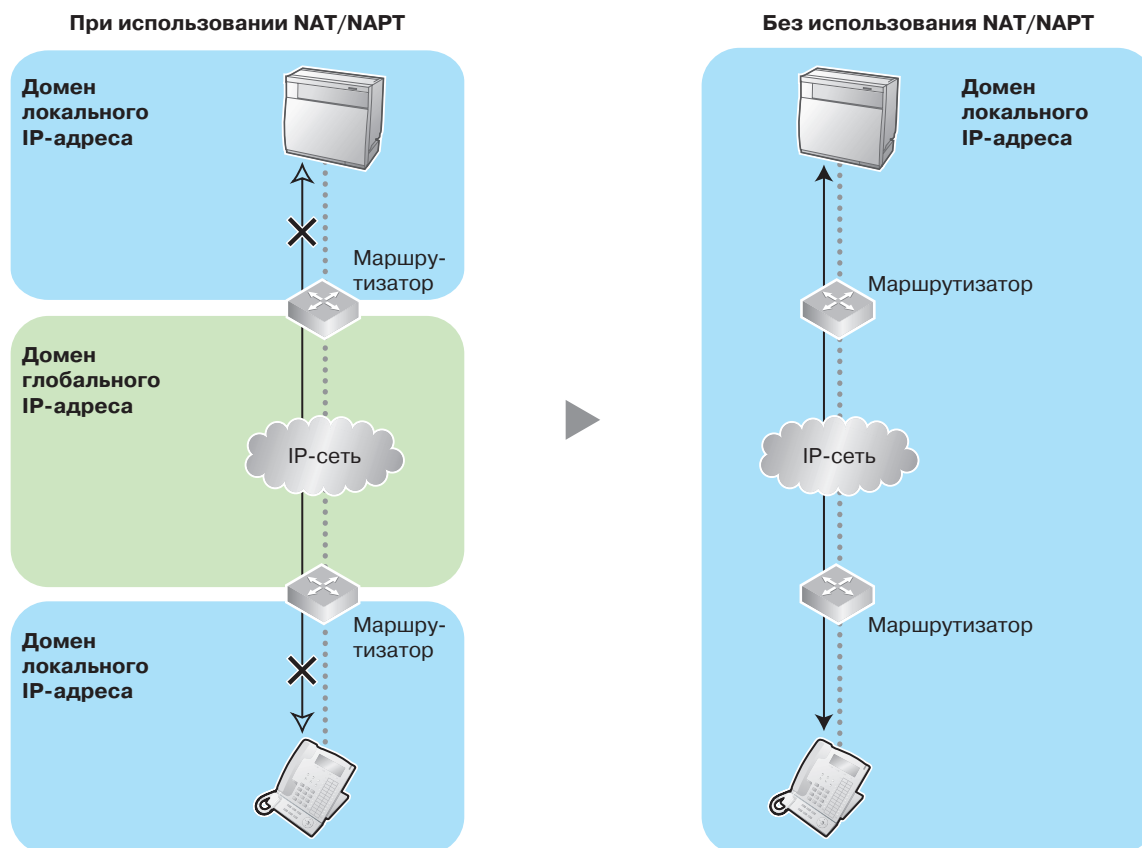 При использовании NAT/NAPT
Домен
локального
IP-адреса
Маршру-
тизатор
Домен
глобального
IP-адреса
IP-сеть
Маршру-
тизатор
Домен
локального
IP-адреса
Без использования NAT/NAPT
Домен
локального
IP-адреса
Маршрутизатор
IP-сеть
Маршрутизатор